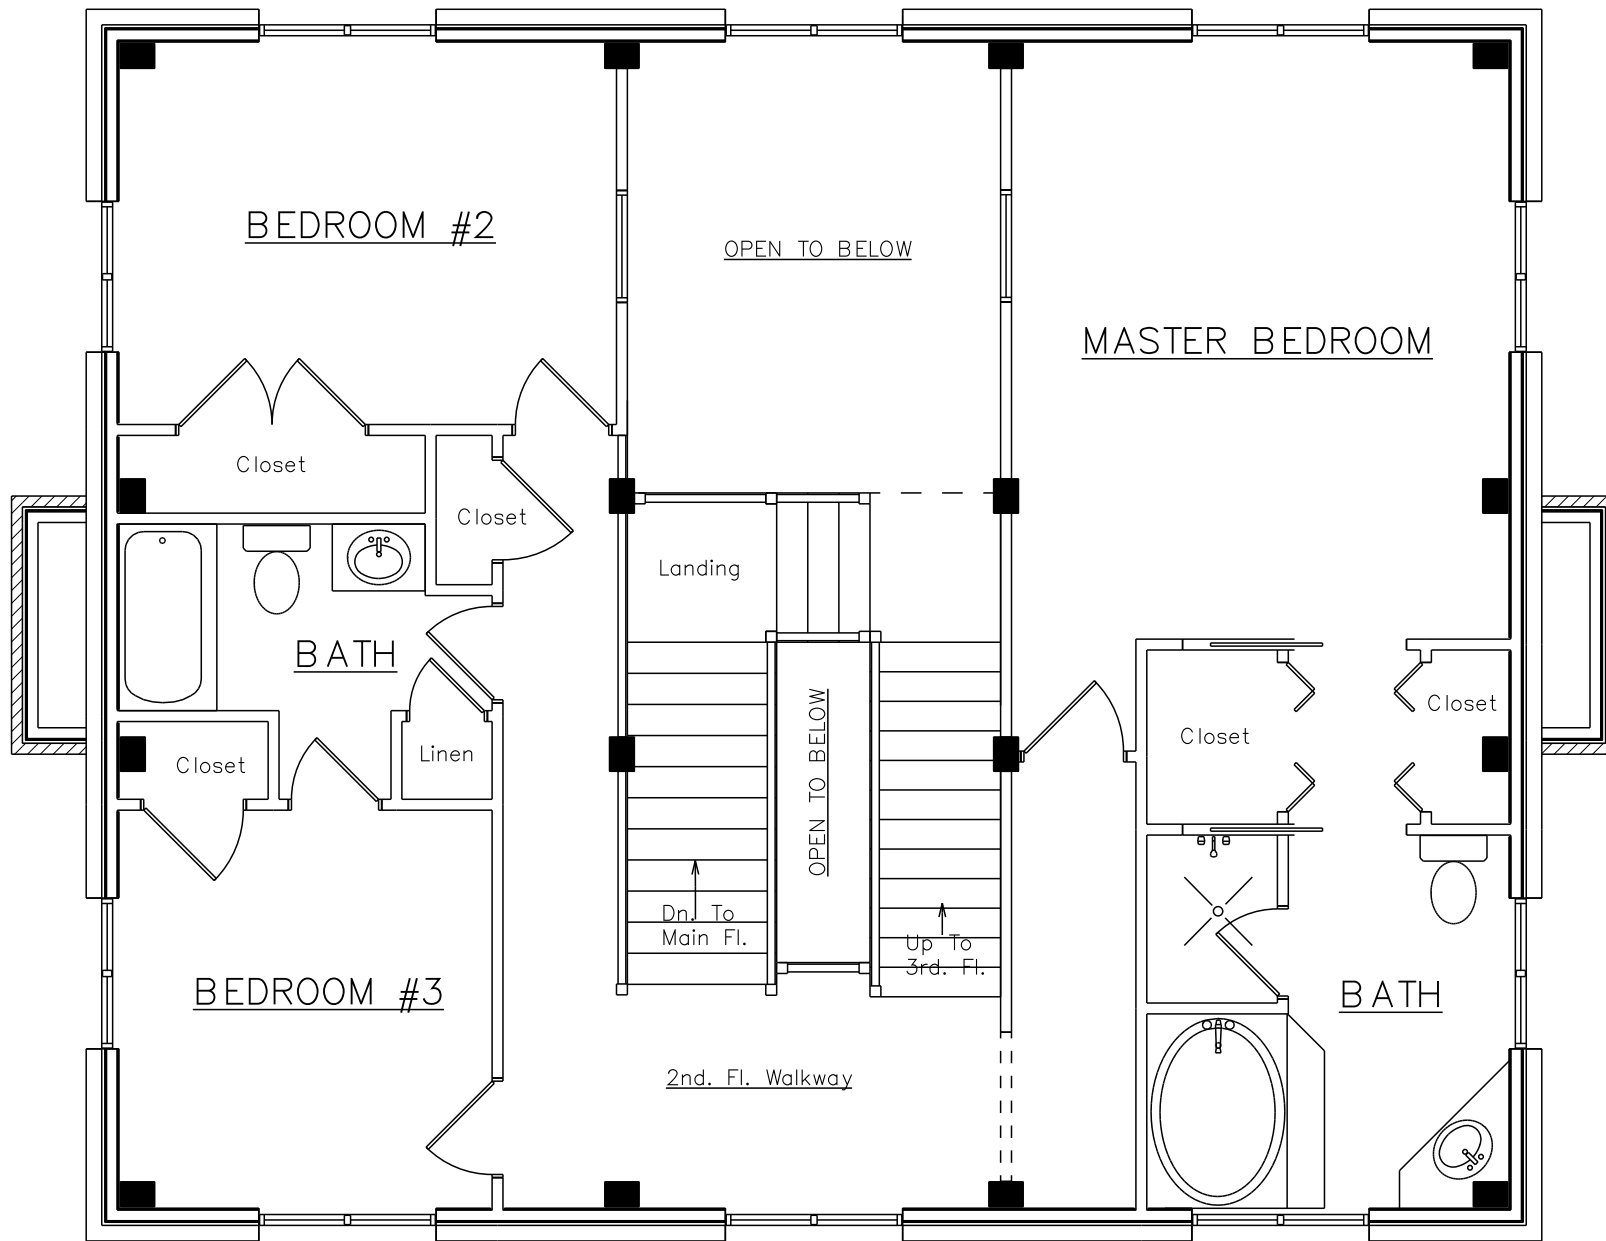 BEDROOM #2
OPEN TO BELOW
MASTER BEDROOM
Closet
Closet
Landing
BATH
Closet
Closet
Linen
Closet
OPEN TO BELOW
Dn. To
Main Fl.
Up To
3rd. Fl.
BEDROOM #3
BATH
2nd. Fl. Walkway